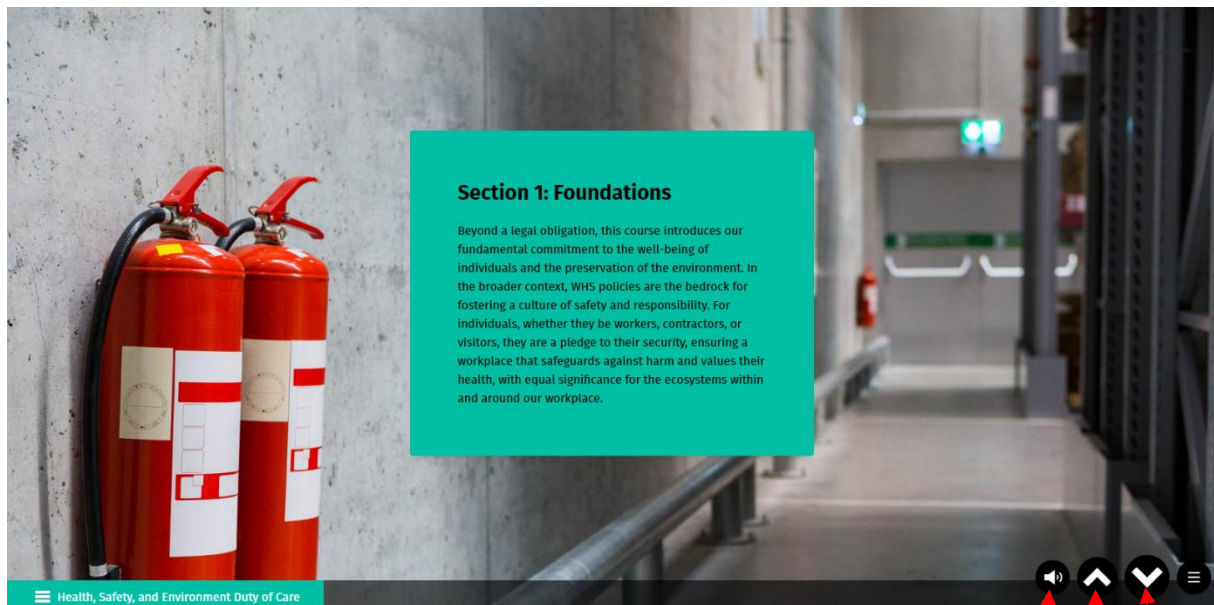 Section 1: Foundations
Beyond a legal obligation, this course introduces our
fundamental commitment to the well-being of
individuals and the preservation of the environment. In
the broader context, WHS policies are the bedrock for
fostering a culture of safety and responsibility. For
individuals, whether they be workers, contractors, or
visitors, they are a pledge to their security, ensuring a
workplace that safeguards against harm and values their
health, with equal significance for the ecosystems within
and around our workplace.
Health, Safety, and Environment Duty of Care